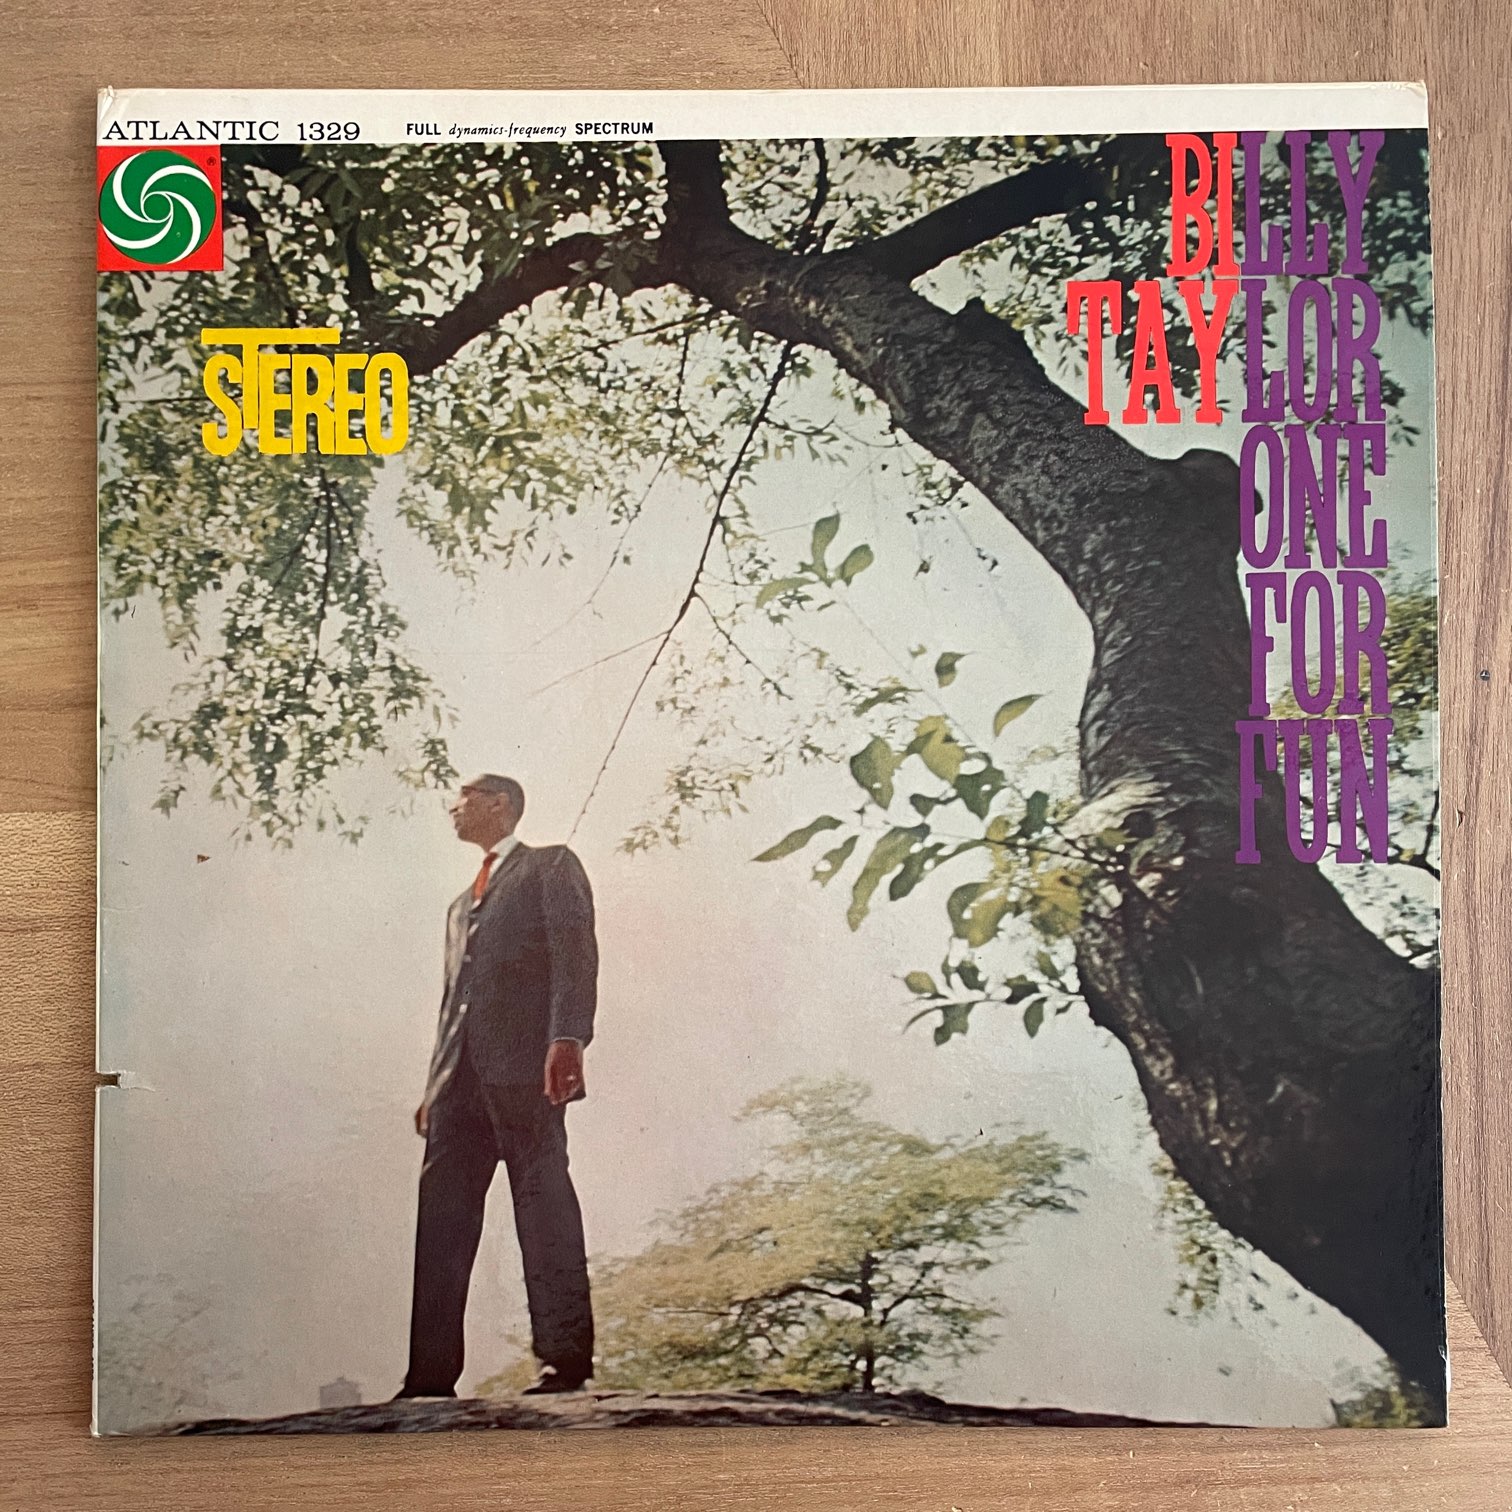 ATLANTIC 1329 FULL dynamics-frequency SPECTRUM
®
STEREO
BILLY
TAYLOR
ONE
FOR
FUN